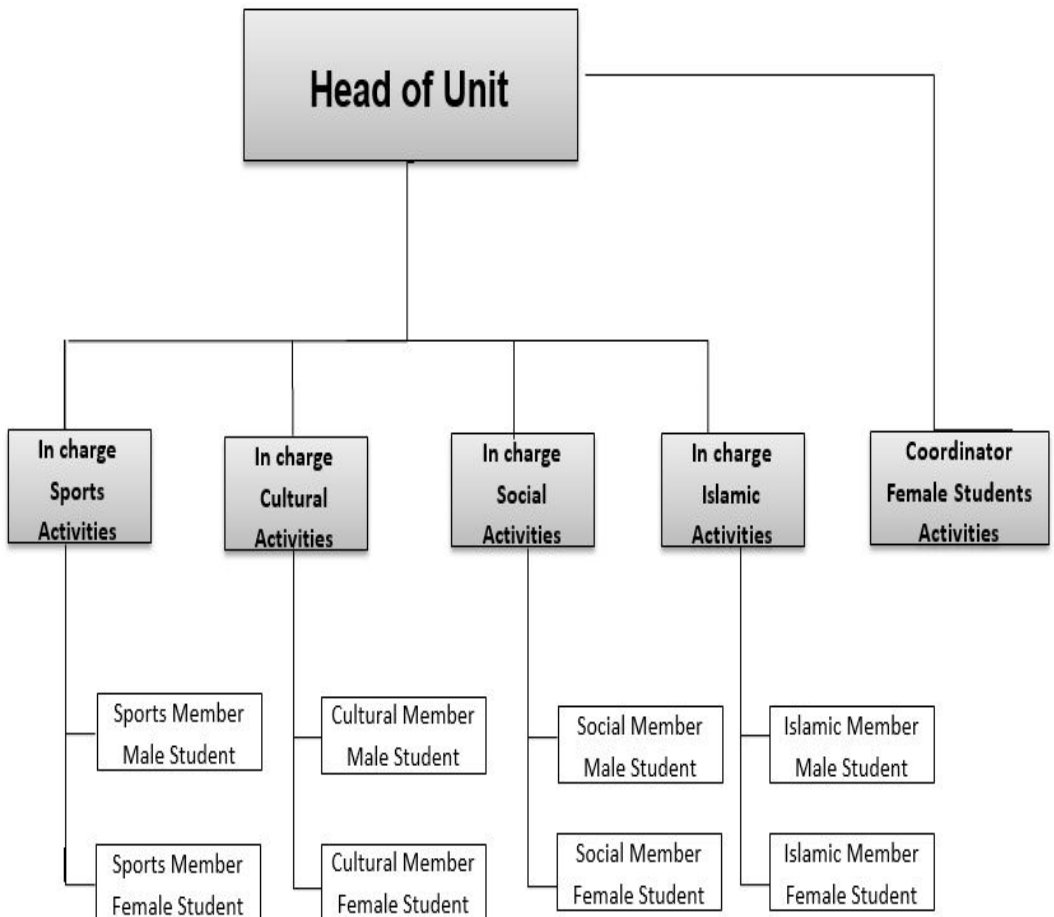 Head of Unit
In charge
Sports
Activities
In charge
Cultural
Activities
In charge
Social
Activities
In charge
Islamic
Activities
Coordinator
Female Students
Activities
Sports Member
Male Student
Cultural Member
Male Student
Social Member
Male Student
Islamic Member
Male Student
Sports Member
Female Student
Cultural Member
Female Student
Social Member
Female Student
Islamic Member
Female Student